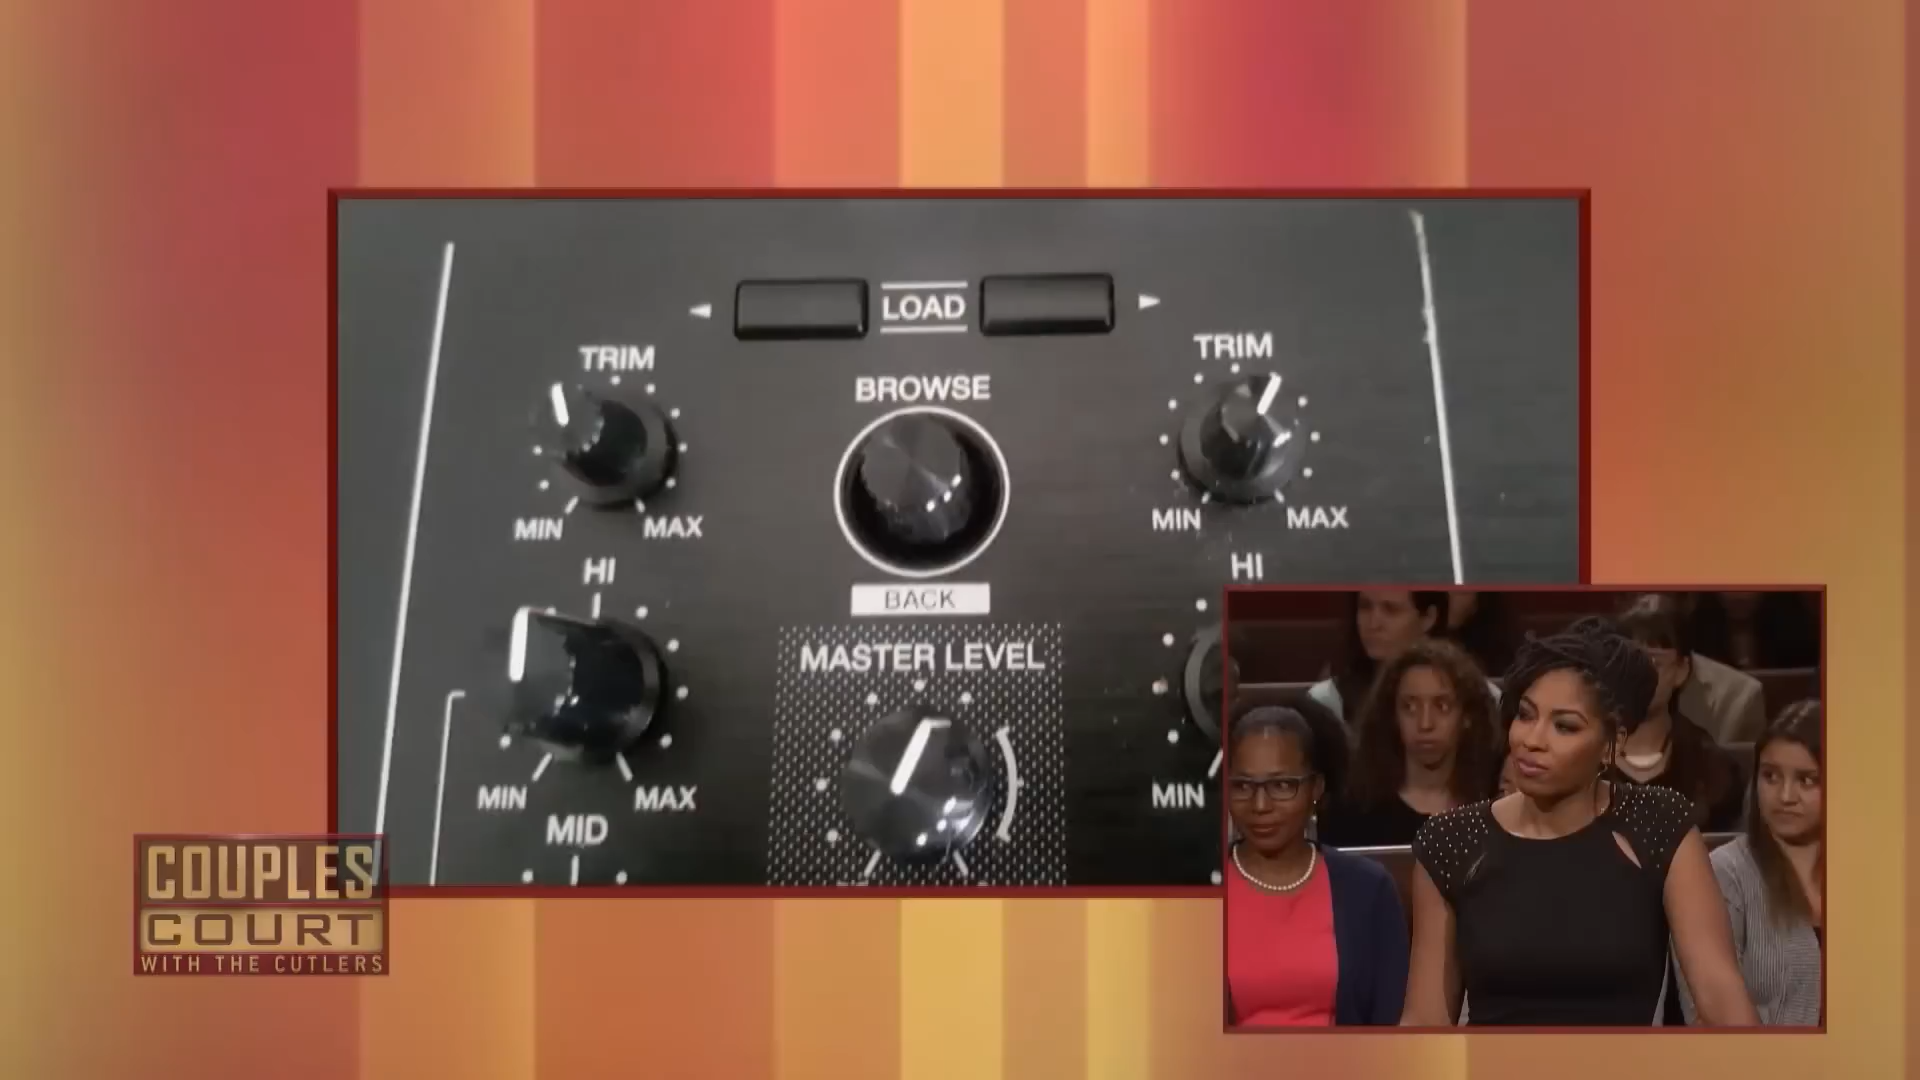 LOAD
TRIM
TRIM
BROWSE
MIN
MAX
MIN
MAX
HI
HI
BACK
MASTER LEVEL
MIN
MAX
MIN
MID
COUPLES
COURT
WITH THE CUTLERS